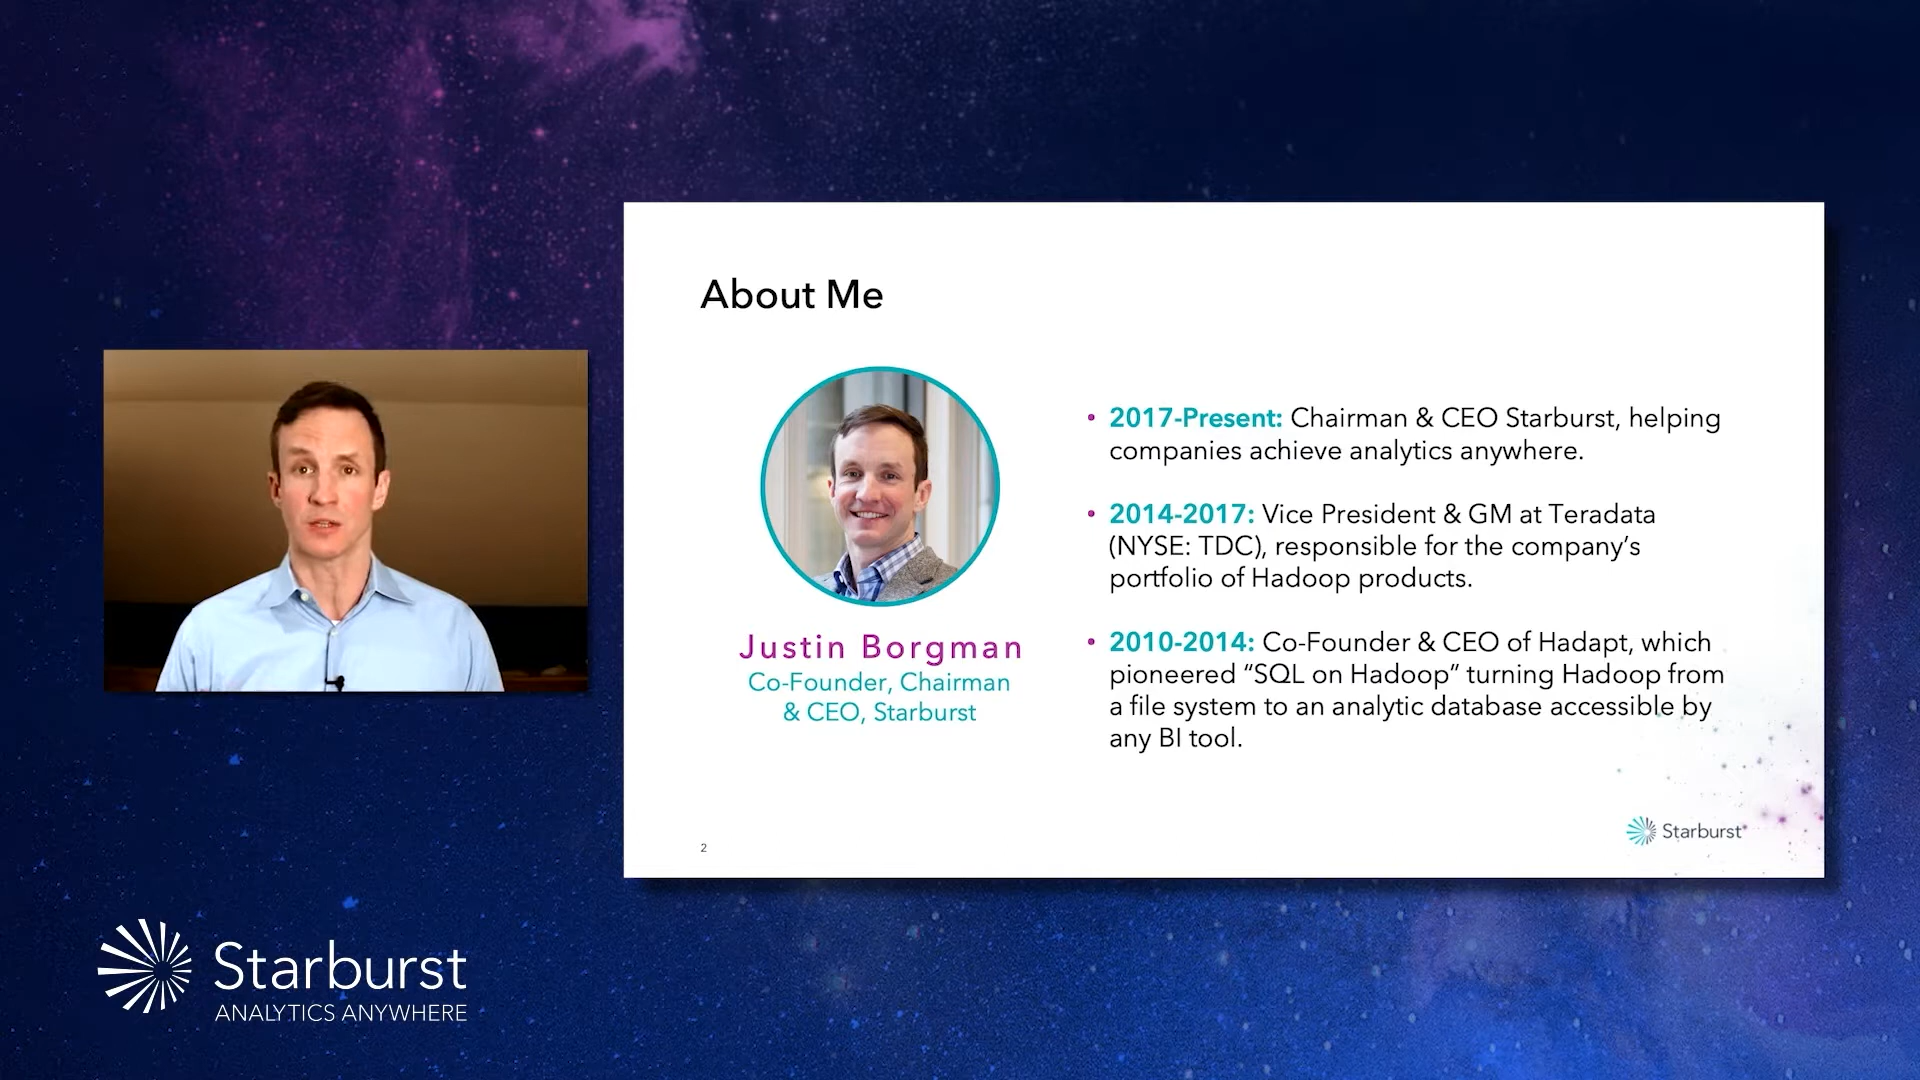 About Me
Justin Borgman
Co-Founder, Chairman
& CEO, Starburst
• 2017-Present: Chairman & CEO Starburst, helping
companies achieve analytics anywhere.
• 2014-2017: Vice President & GM at Teradata
(NYSE: TDC), responsible for the company’s
portfolio of Hadoop products.
• 2010-2014: Co-Founder & CEO of Hadapt, which
pioneered “SQL on Hadoop” turning Hadoop from
a file system to an analytic database accessible by
any BI tool.
2
Starburst
Starburst
ANALYTICS ANYWHERE